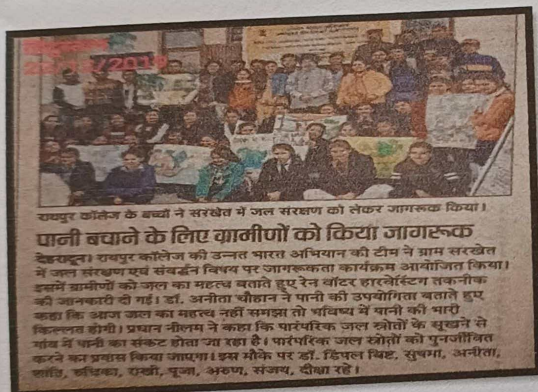 हिन्दुस्तान
रायपुर कॉलेज के बच्चों ने सरखेत में जल संरक्षण को लेकर जागरूक किया।
पानी बचाने के लिए ग्रामीणों को किया जागरूक
देहरादून। रायपुर कॉलेज की उन्नत भारत अभियान की टीम ने ग्राम सरखेत
में जल संरक्षण एवं संवर्द्धन विषय पर जागरूकता कार्यक्रम आयोजित किया।
इसमें ग्रामीणों को जल का महत्व बताते हुए रेन वॉटर हारवेस्टिंग तकनीक
की जानकारी दी गई। डॉ. अनीता चौहान ने पानी की उपयोगिता बताते हुए
कहा कि आज जल का महत्व नहीं समझा तो भविष्य में पानी की भारी
किल्लत होगी। प्रधान नीलम ने कहा कि पारंपरिक जल स्रोतों के सूखने से
गांव में पानी का संकट होता जा रहा है। पारंपरिक जल स्रोतों को पुनर्जीवित
करने का प्रयास किया जाएगा। इस मौके पर डॉ. डिंपल बिष्ट, सुषमा, अनीता,
शांति, रुचिका, राखी, पूजा, अरुण, संजय, दीक्षा रहे।